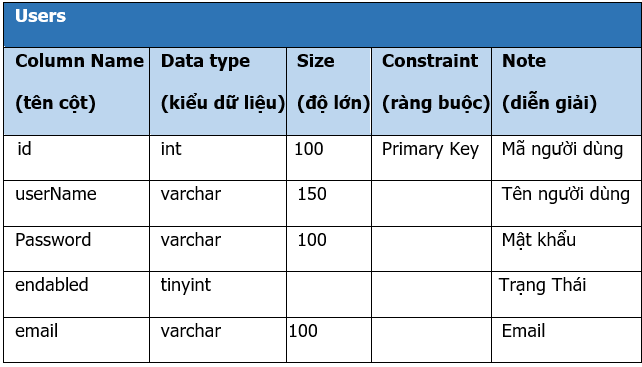 Users
Column Name Data type Size Constraint Note
(tên cột) (kiểu dữ liệu) (độ lớn) (ràng buộc) (diễn giải)
id int 100 Primary Key Mã người dùng
userName varchar 150 Tên người dùng
Password varchar 100 Mật khẩu
endabled tinyint Trạng Thái
email varchar 100 Email